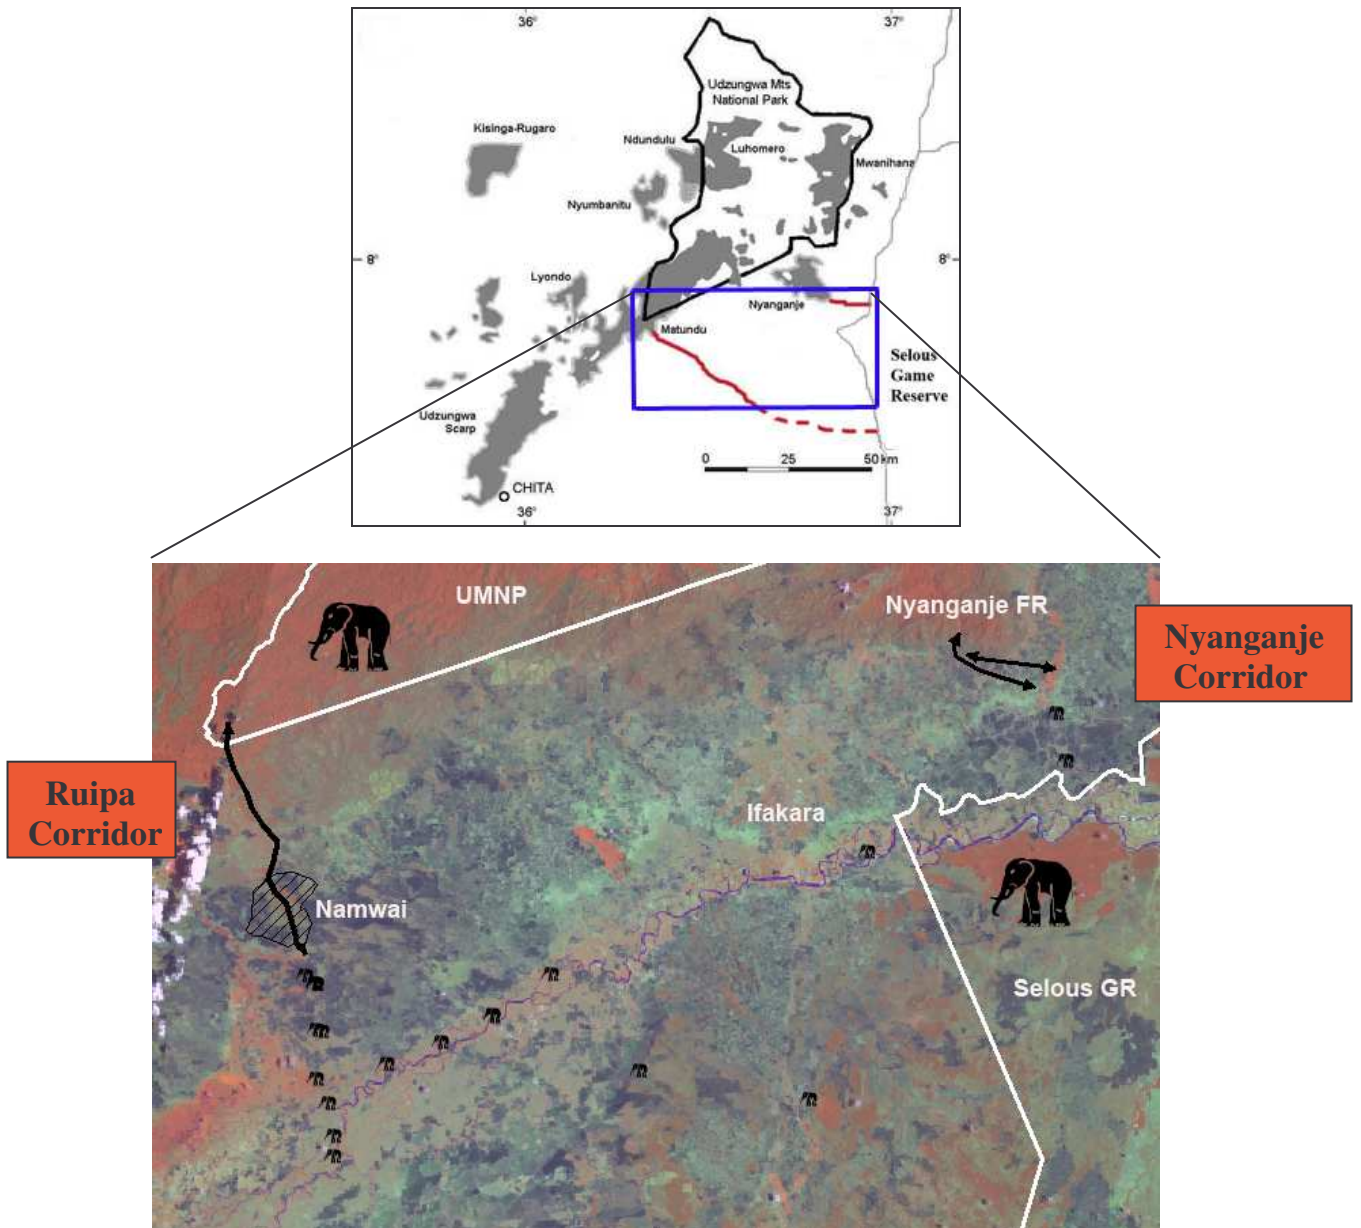 36°
37°
Udzungwa Mts
National Park
Kisinga-Rugaro
Ndundulu
Luhomero
Mwanihana
Nyumbanitu
8°
8°
Lyondo
Nyanganje
Matundu
Selous
Game
Reserve
Udzungwa
Scarp
0 25 50 km
CHITA
36°
37°
UMNP
Nyanganje FR
Nyanganje
Corridor
Ruipa
Corridor
Ifakara
Namwai
Selous GR